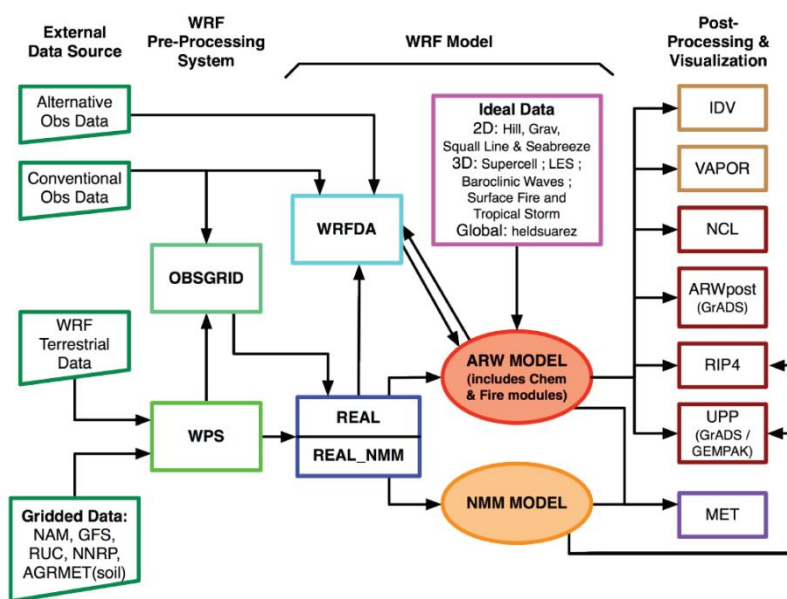 External
Data Source
WRF
Pre-Processing
System
WRF Model
Post-
Processing &
Visualization
Alternative
Obs Data
Conventional
Obs Data
WRF
Terrestrial
Data
Gridded Data:
NAM, GFS,
RUC, NNRP,
AGRMET(soil)
OBSGRID
WPS
WRFDA
REAL
REAL_NMM
Ideal Data
2D: Hill, Grav,
Squall Line & Seabreeze
3D: Supercell ; LES ;
Baroclinic Waves ;
Surface Fire and
Tropical Storm
Global: heldsuarez
ARW MODEL
(includes Chem
& Fire modules)
NMM MODEL
IDV
VAPOR
NCL
ARWpost
(GrADS)
RIP4
UPP
(GrADS /
GEMPAK)
MET